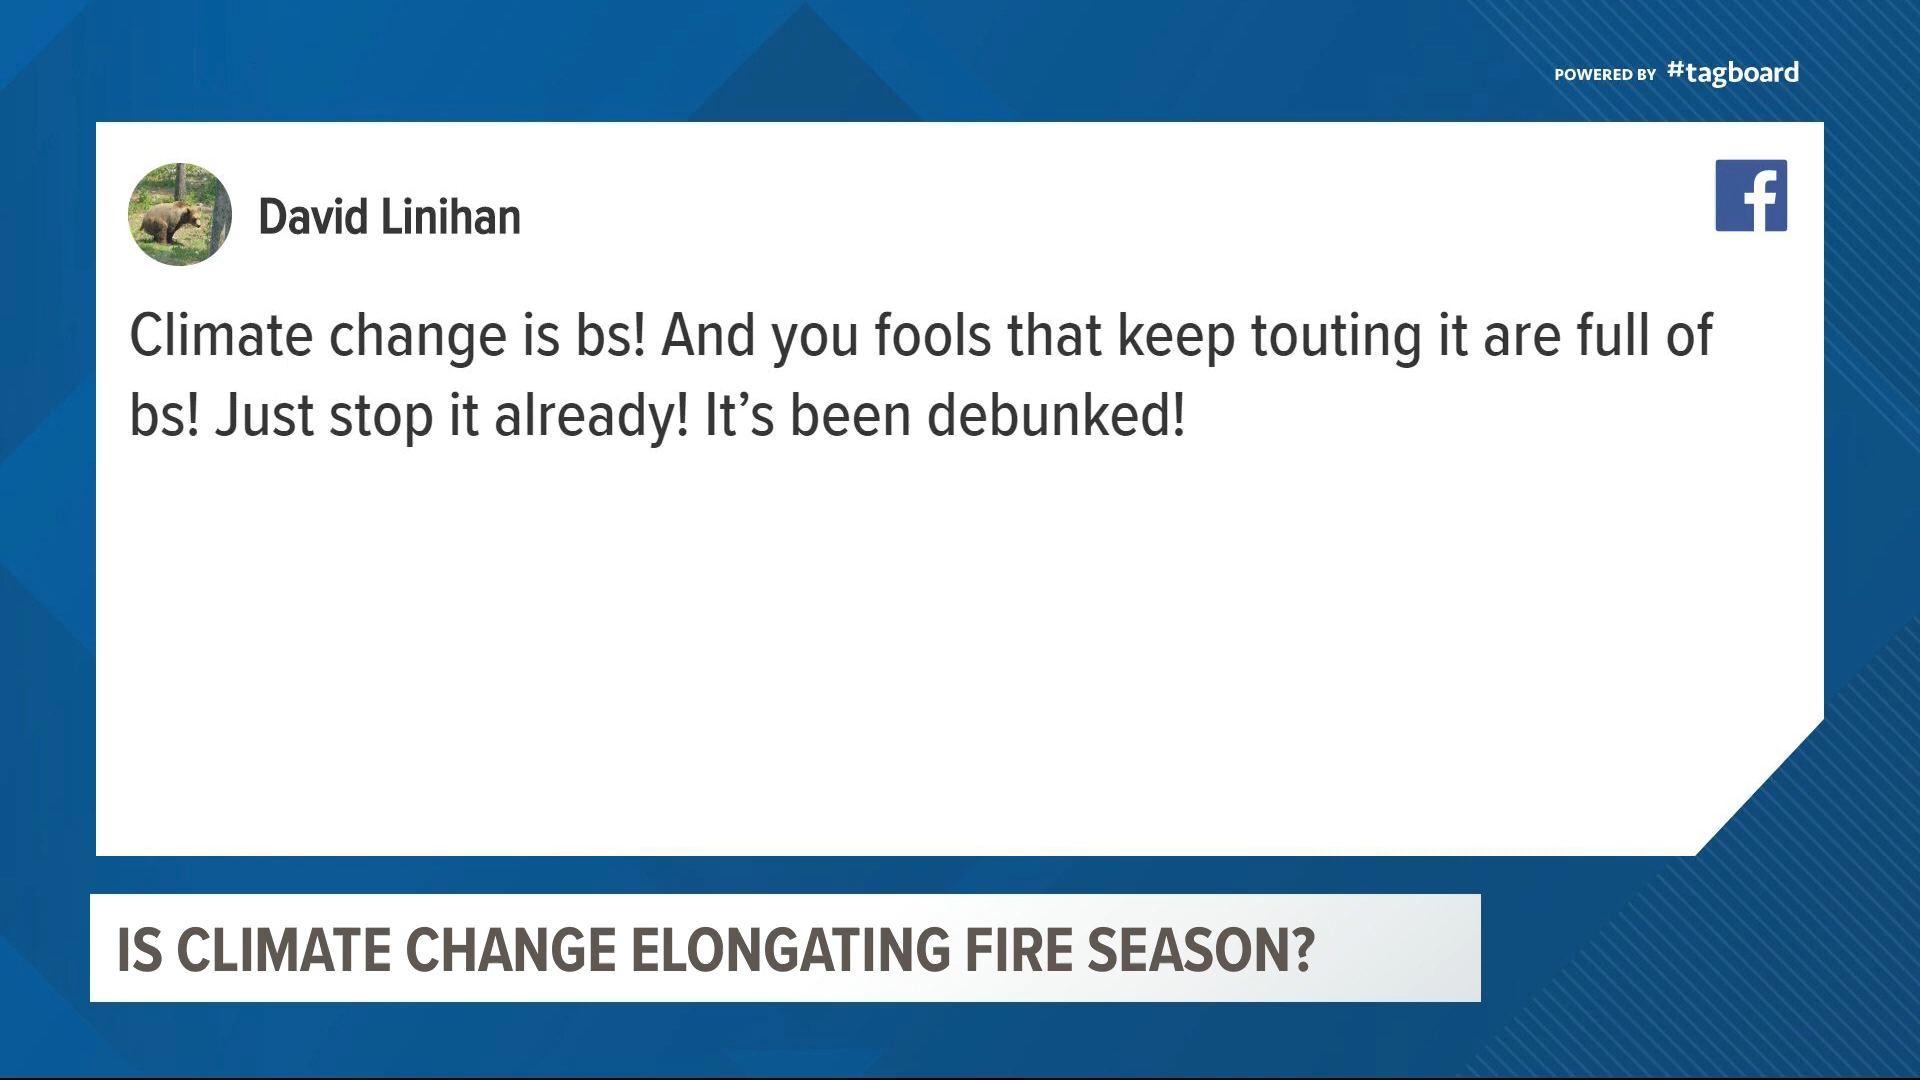 POWERED BY #tagboard
David Linihan
Climate change is bs! And you fools that keep touting it are full of
bs! Just stop it already! It’s been debunked!
IS CLIMATE CHANGE ELONGATING FIRE SEASON?